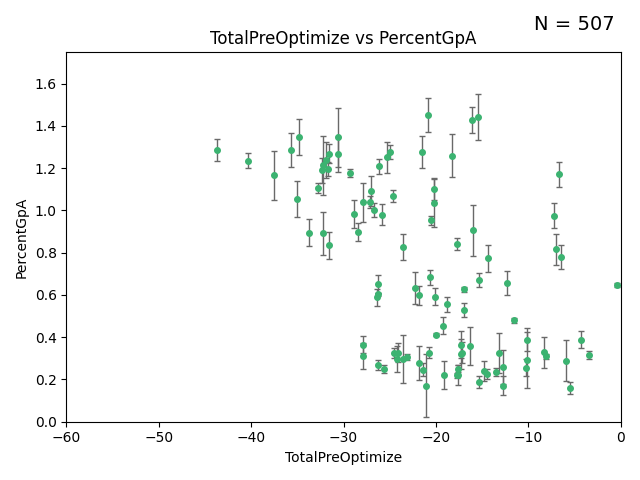 N = 507
TotalPreOptimize vs PercentGpA
1.6
1.4
1.2
1.0
0.8
0.6
0.4
0.2
0.0
PercentGpA
−60 −50 −40 −30 −20 −10 0
TotalPreOptimize